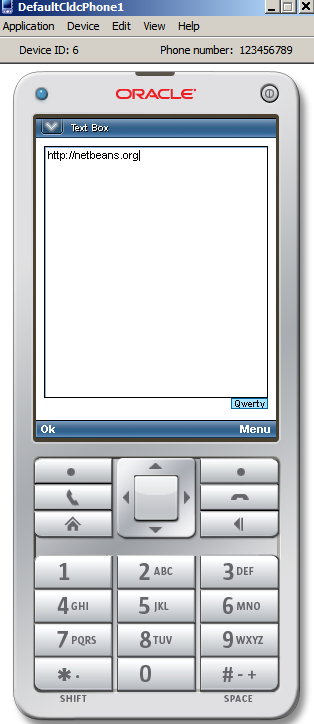 DefaultCldcPhone1
Application Device Edit View Help
Device ID: 6 Phone number: 123456789
ORACLE
Text Box
http://netbeans.org
Qwerty
Ok Menu
1 2 ABC 3 DEF
4 GHI 5 JKL 6 MNO
7 PQRS 8 TUV 9 WXYZ
* . 0 # - +
SHIFT SPACE